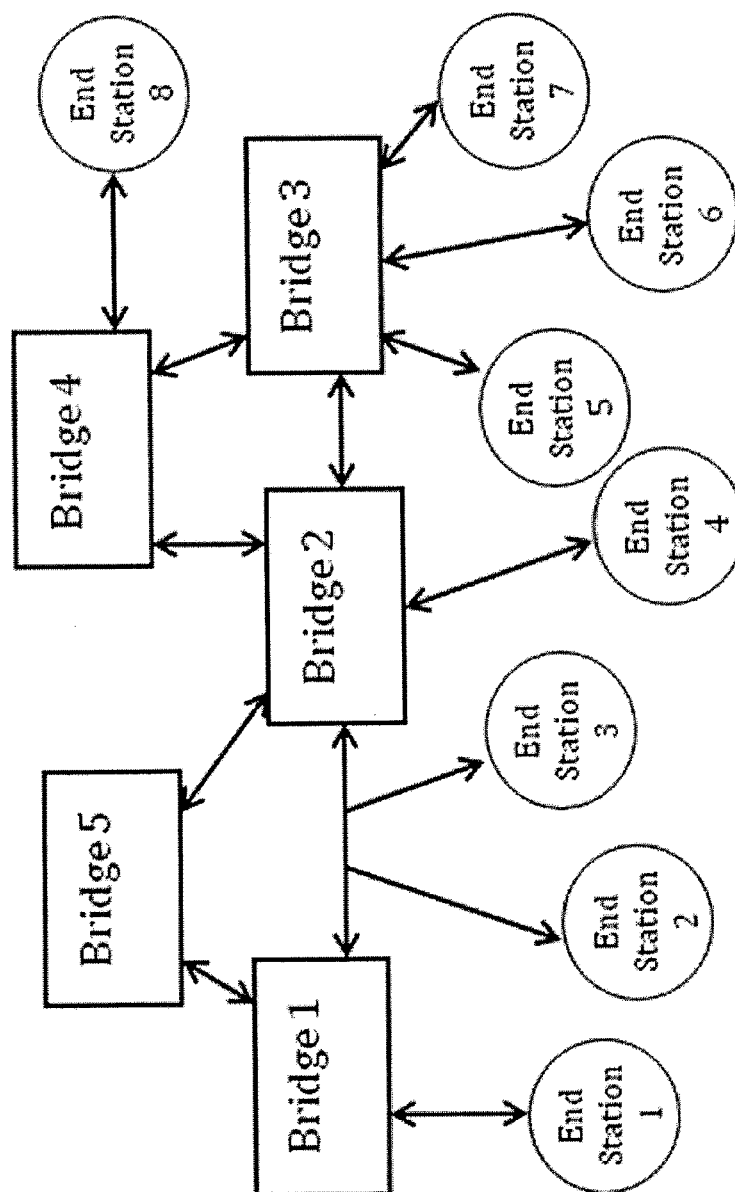 Bridge 5
Bridge 4
End
Station
8
Bridge 1
Bridge 2
Bridge 3
End
Station
1
End
Station
2
End
Station
3
End
Station
4
End
Station
5
End
Station
6
End
Station
7